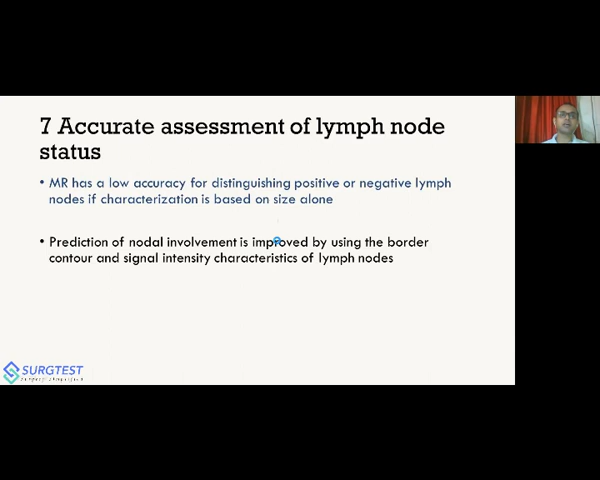 7 Accurate assessment of lymph node
status
• MR has a low accuracy for distinguishing positive or negative lymph
nodes if characterization is based on size alone
• Prediction of nodal involvement is improved by using the border
contour and signal intensity characteristics of lymph nodes
SURGTEST